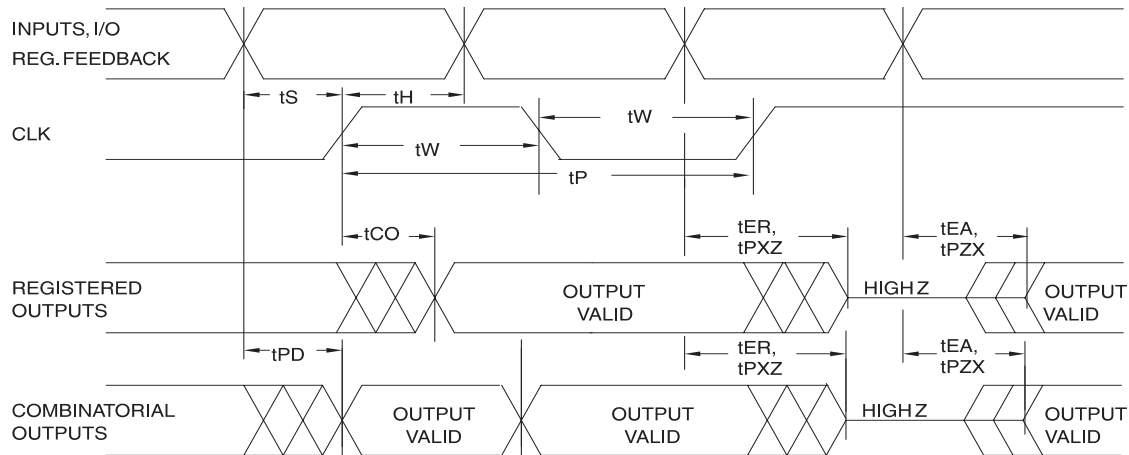 INPUTS, I/O
REG. FEEDBACK
tS
tH
CLK
tW
tW
tP
tCO
tER,
tPXZ
tEA,
tPZX
REGISTERED
OUTPUTS
OUTPUT
VALID
HIGH Z
OUTPUT
VALID
tPD
tER,
tPXZ
tEA,
tPZX
COMBINATORIAL
OUTPUTS
OUTPUT
VALID
OUTPUT
VALID
HIGH Z
OUTPUT
VALID